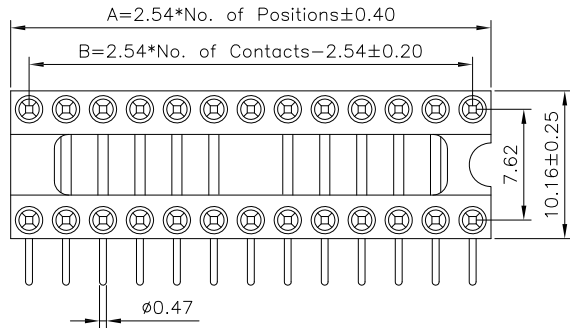 A=2.54*No. of Positions±0.40
B=2.54*No. of Contacts−2.54±0.20
7.62
10.16±0.25
ø0.47